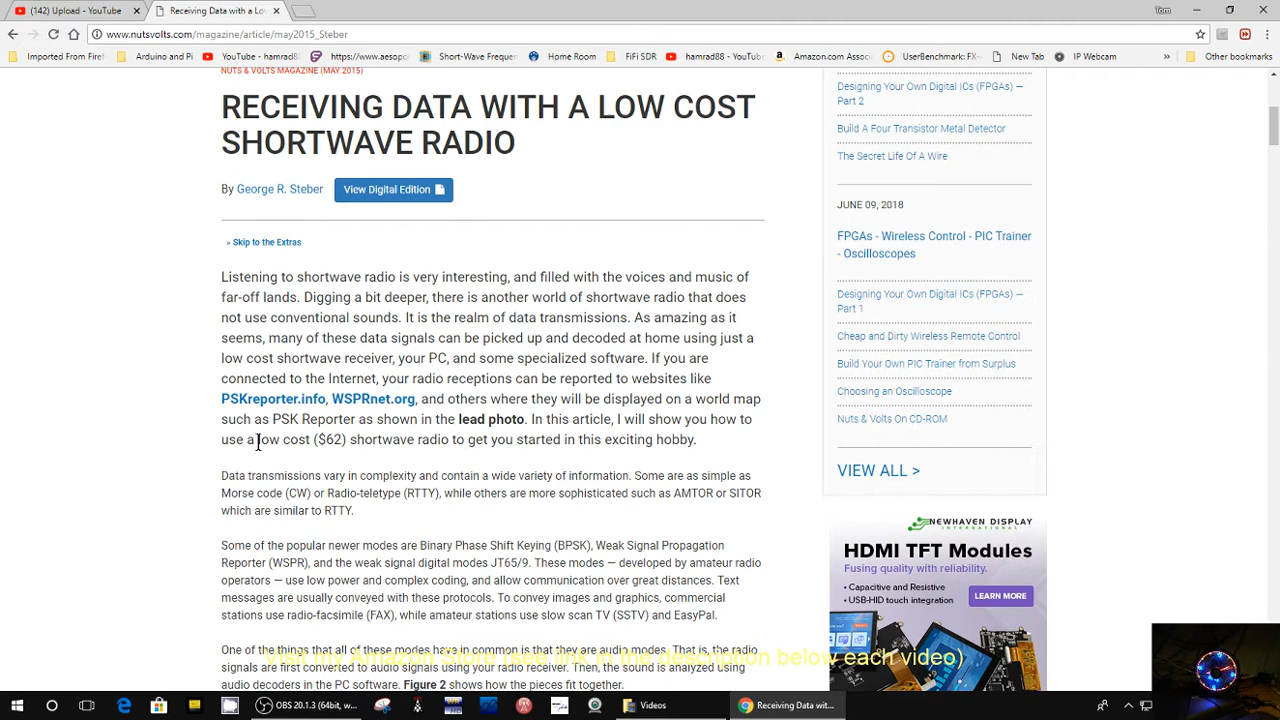 (142) Upload - YouTube
Receiving Data with a Low
Tom
www.nutsvolts.com/magazine/article/may2015_Steber
Imported From Firef
Arduino and Pi
YouTube - hamrad88
https://www.aesopo
Short-Wave Frequen
Home Room
FiFi SDR
hamrad88 - YouTub
Amazon.com Associ
UserBenchmark: FX-
New Tab
IP Webcam
»
Other bookmarks
NUTS & VOLTS MAGAZINE (MAY 2015)
RECEIVING DATA WITH A LOW COST
SHORTWAVE RADIO
By George R. Steber
View Digital Edition
» Skip to the Extras
Listening to shortwave radio is very interesting, and filled with the voices and music of
far-off lands. Digging a bit deeper, there is another world of shortwave radio that does
not use conventional sounds. It is the realm of data transmissions. As amazing as it
seems, many of these data signals can be picked up and decoded at home using just a
low cost shortwave receiver, your PC, and some specialized software. If you are
connected to the Internet, your radio receptions can be reported to websites like
PSKreporter.info, WSPRnet.org, and others where they will be displayed on a world map
such as PSK Reporter as shown in the lead photo. In this article, I will show you how to
use a low cost ($62) shortwave radio to get you started in this exciting hobby.
Data transmissions vary in complexity and contain a wide variety of information. Some are as simple as
Morse code (CW) or Radio-teletype (RTTY), while others are more sophisticated such as AMTOR or SITOR
which are similar to RTTY.
Some of the popular newer modes are Binary Phase Shift Keying (BPSK), Weak Signal Propagation
Reporter (WSPR), and the weak signal digital modes JT65/9. These modes — developed by amateur radio
operators — use low power and complex coding, and allow communication over great distances. Text
messages are usually conveyed with these protocols. To convey images and graphics, commercial
stations use radio-facsimile (FAX), while amateur stations use slow scan TV (SSTV) and EasyPal.
One of the things that all of these modes have in common is that they are audio modes. That is, the radio
visit my Amazon Store (see link in the description below each video)
signals are first converted to audio signals using your radio receiver. Then, the sound is analyzed using
audio decoders in the PC software. Figure 2 shows how the pieces fit together.
Designing Your Own Digital ICs (FPGAs) —
Part 2
Build A Four Transistor Metal Detector
The Secret Life Of A Wire
JUNE 09, 2018
FPGAs - Wireless Control - PIC Trainer
- Oscilloscopes
Designing Your Own Digital ICs (FPGAs) —
Part 1
Cheap and Dirty Wireless Remote Control
Build Your Own PIC Trainer from Surplus
Choosing an Oscilloscope
Nuts & Volts On CD-ROM
VIEW ALL >
NEWHAVEN DISPLAY
INTERNATIONAL
HDMI TFT Modules
Fusing quality with reliability.
• Capacitive and Resistive
• USB-HID touch integration
LEARN MORE
OBS 20.1.3 (64bit, w...
Videos
Receiving Data wit...